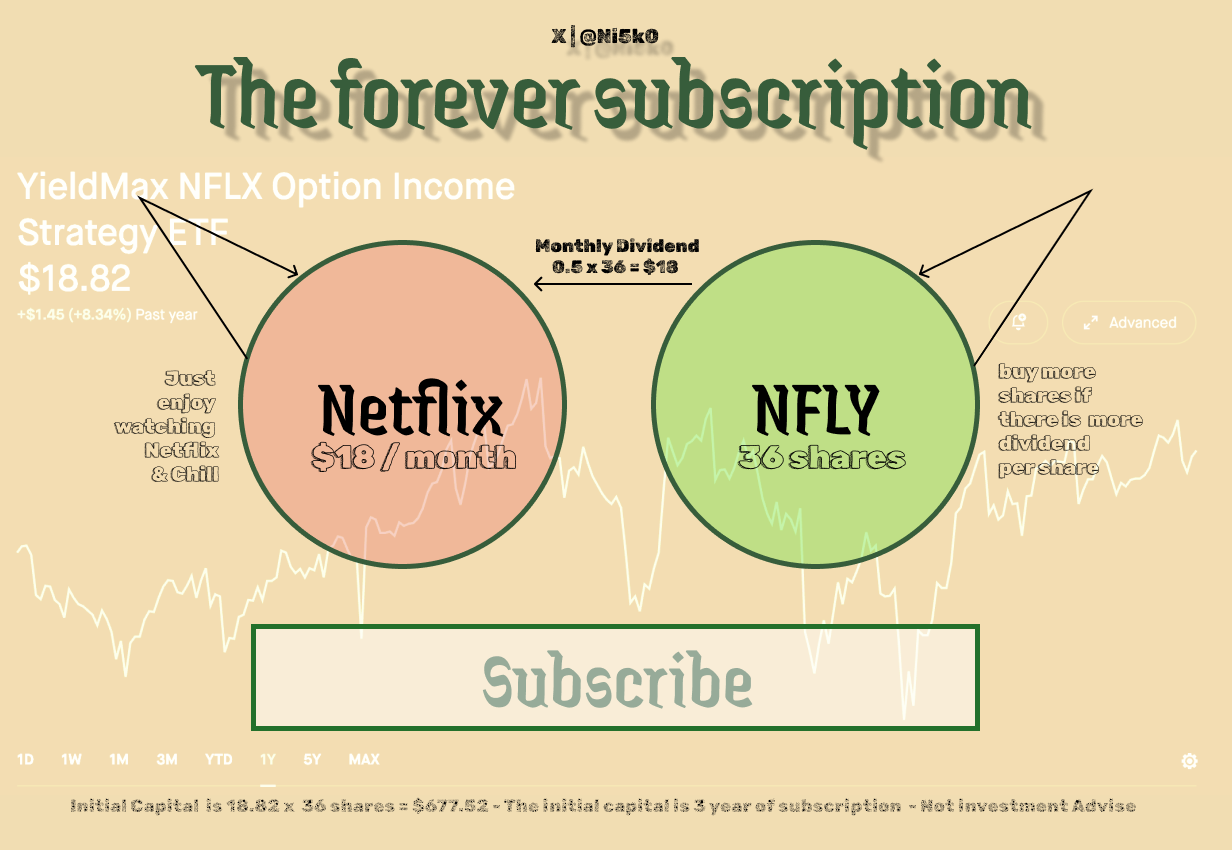 X | @Ni5k0
The forever subscription
YieldMax NFLX Option Income
Strategy ETF
$18.82
+$1.45 (+8.34%) Past year
Monthly Dividend
0.5 x 36 = $18
Advanced
Just
enjoy
watching
Netflix
& Chill
Netflix
$18 / month
NFLY
36 shares
buy more
shares if
there is more
dividend
per share
Subscribe
1D 1W 1M 3M YTD 1Y 5Y MAX
Initial Capital is 18.82 x 36 shares = $677.52 - The initial capital is 3 year of subscription - Not Investment Advise